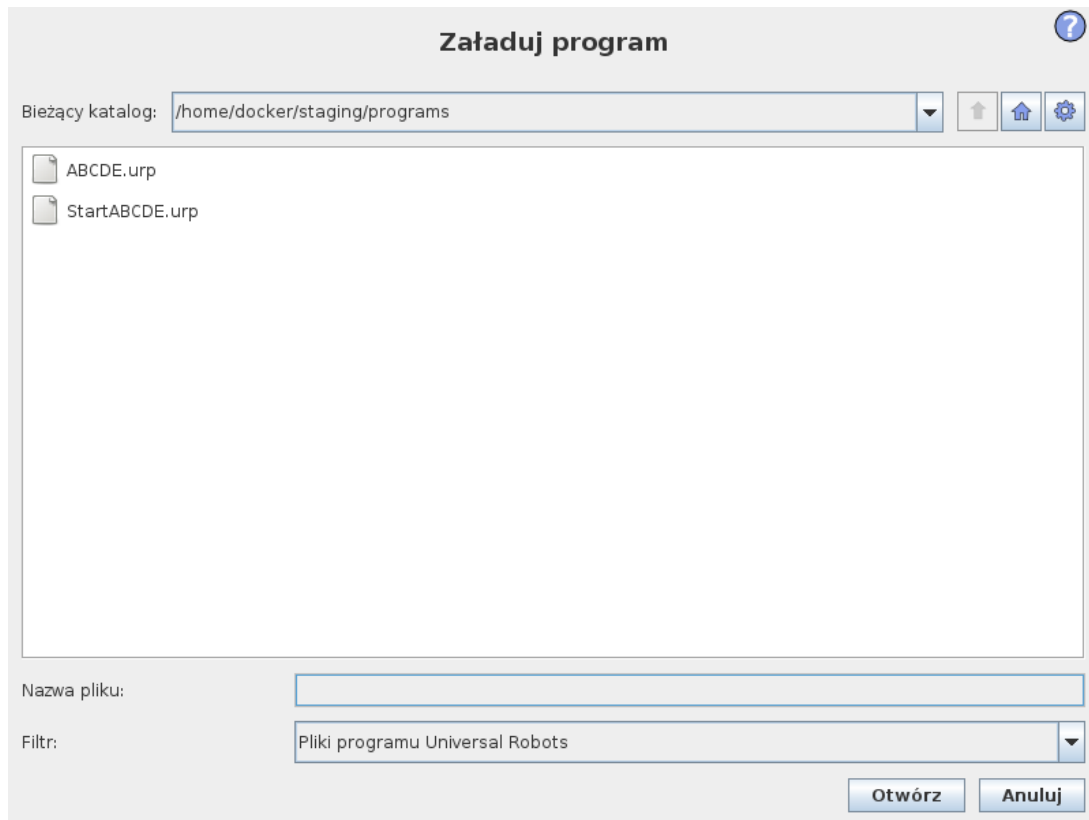 Załaduj program
?
Bieżący katalog: /home/docker/staging/programs
ABCDE.urp
StartABCDE.urp
Nazwa pliku:
Filtr: Pliki programu Universal Robots
Otwórz Anuluj